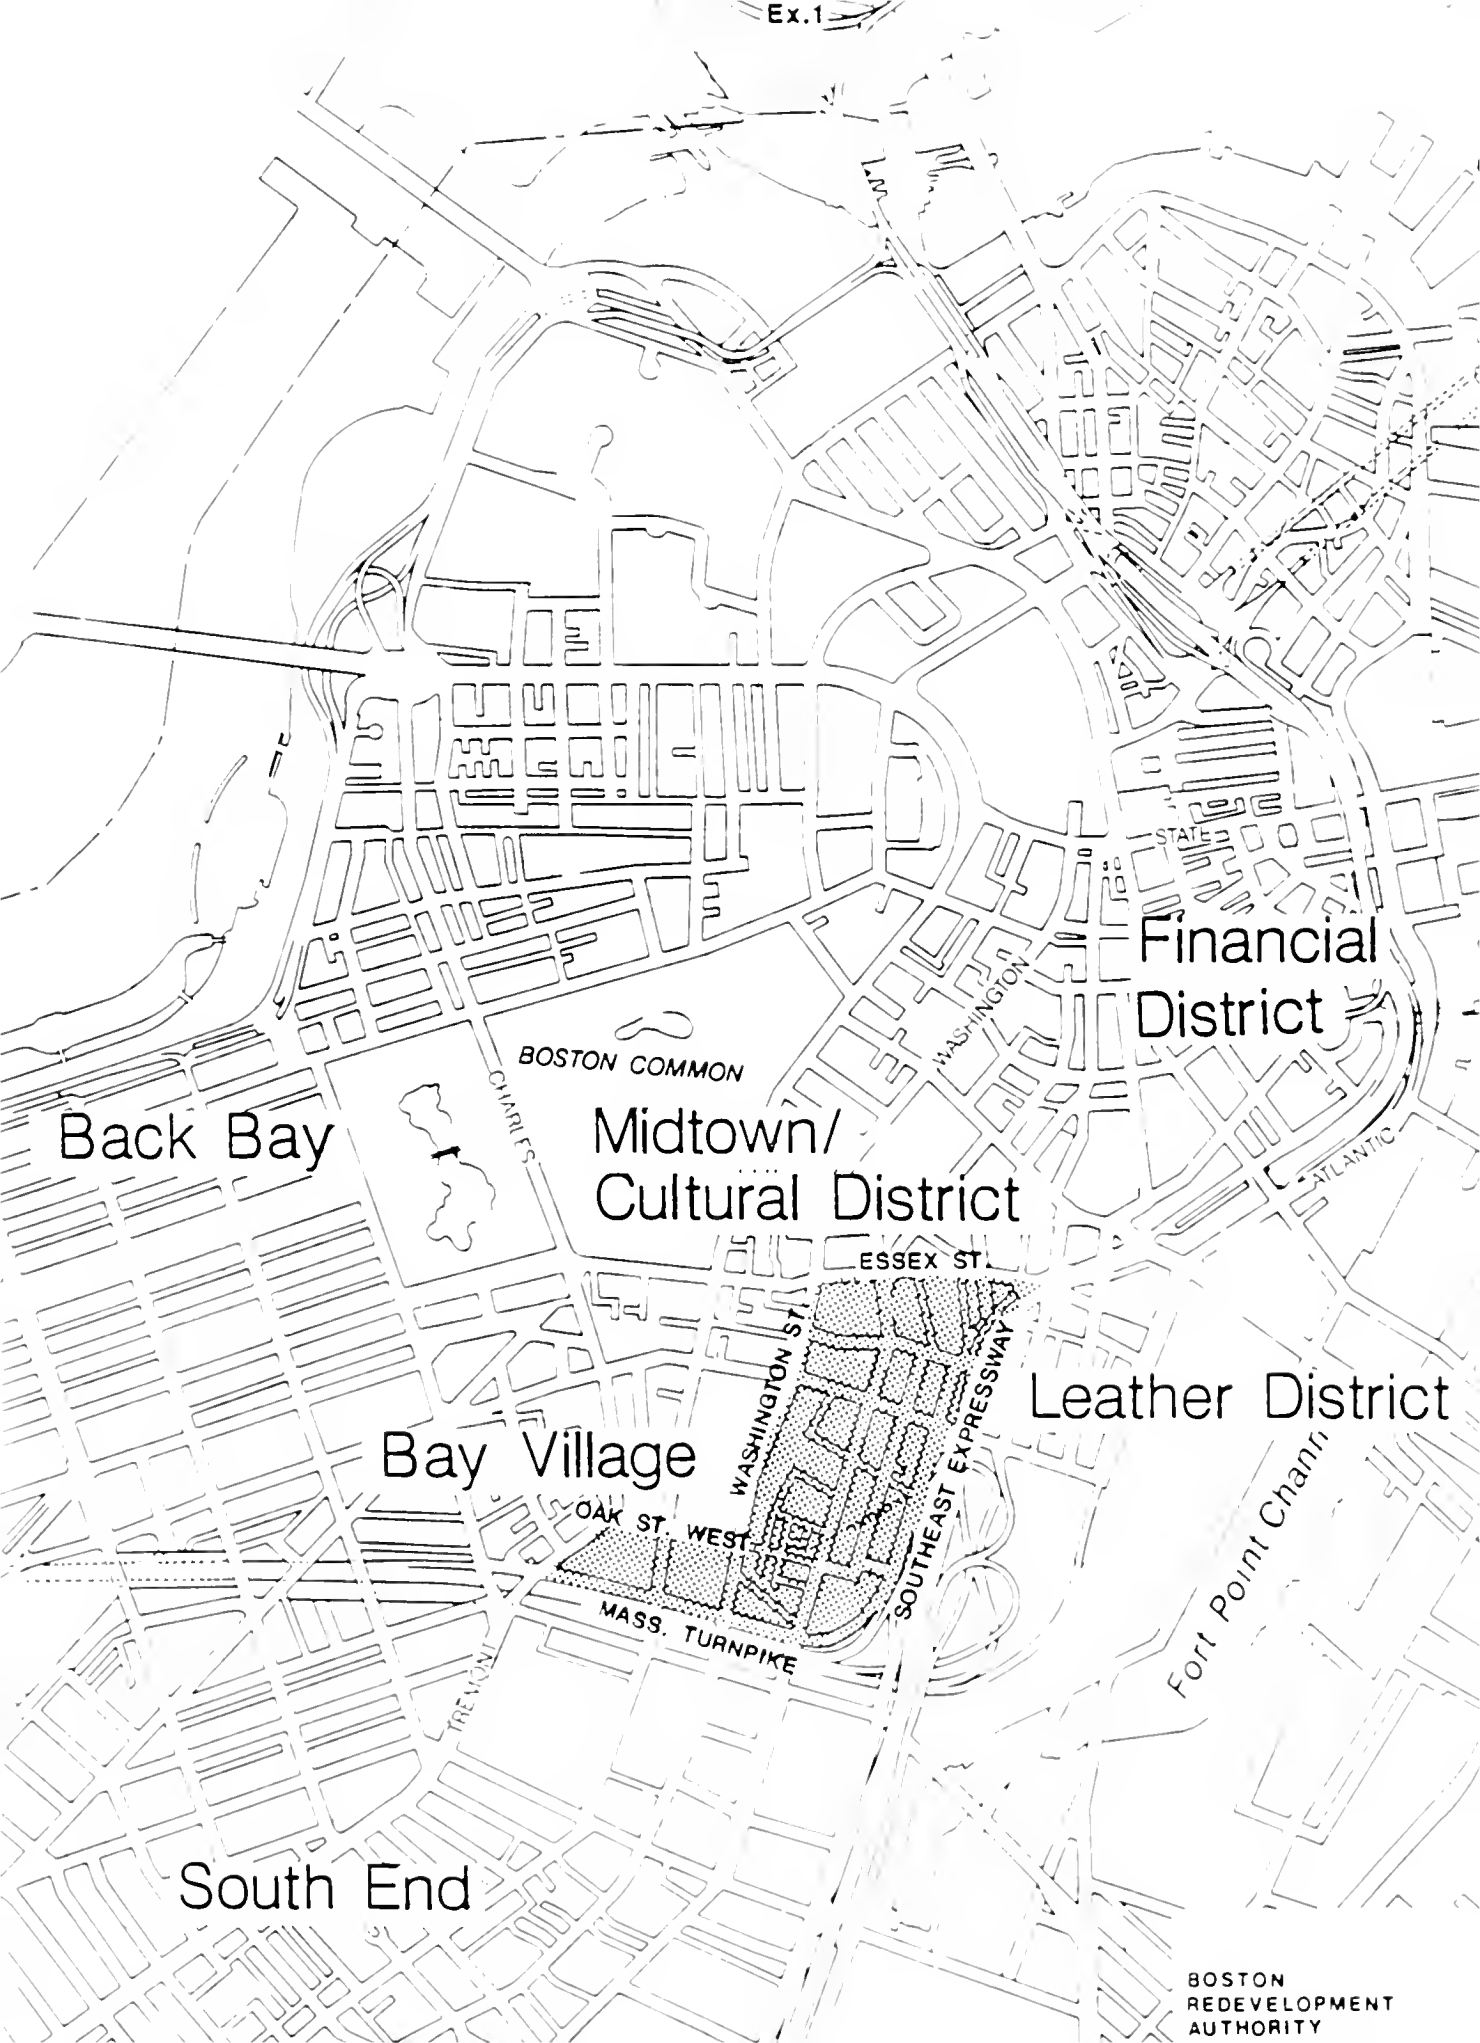 Ex.1
STATE
Financial
District
WASHINGTON
BOSTON COMMON
CHARLES
Back Bay
Midtown/
Cultural District
ATLANTIC
ESSEX ST.
WASHINGTON ST.
SOUTHEAST EXPRESSWAY
Leather District
Bay Village
OAK ST. WEST
MASS. TURNPIKE
Fort Point Chann
TREMONT
South End
BOSTON
REDEVELOPMENT
AUTHORITY